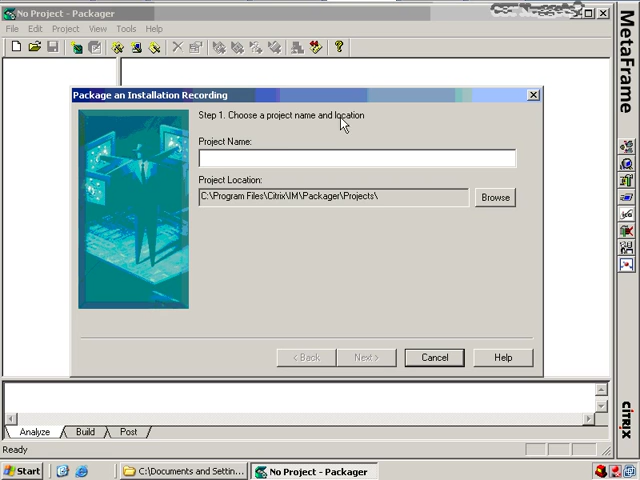 No Project - Packager
File Edit Project View Tools Help
Package an Installation Recording
Step 1. Choose a project name and location
Project Name:
Project Location:
C:\Program Files\Citrix\IM\Packager\Projects\
Browse
< Back Next > Cancel Help
Analyze Build Post
Ready
Start C:\Documents and Settin... No Project - Packager
MetaFrame
CITRIX